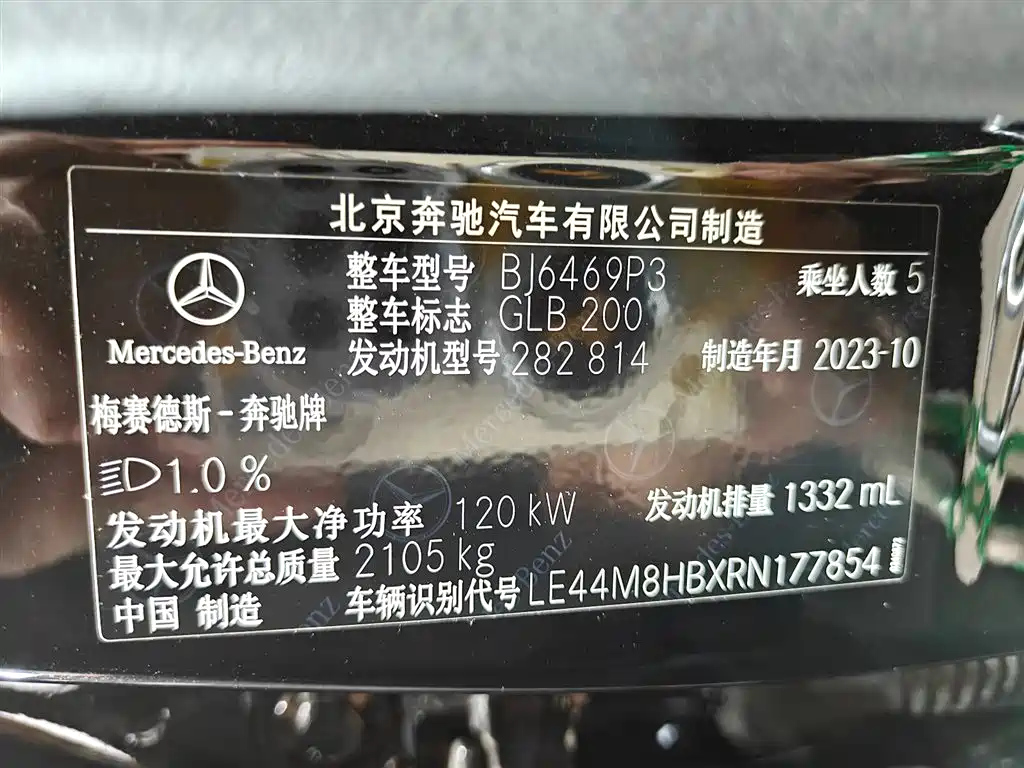 北京奔驰汽车有限公司制造
整车型号 BJ6469P3 乘坐人数 5
整车标志 GLB 200
Mercedes-Benz
发动机型号 282 814 制造年月 2023-10
梅赛德斯-奔驰牌
1.0 %
发动机最大净功率 120 kW 发动机排量 1332 mL
最大允许总质量 2105 kg
中国 制造 车辆识别代号 LE44M8HBXRN177854